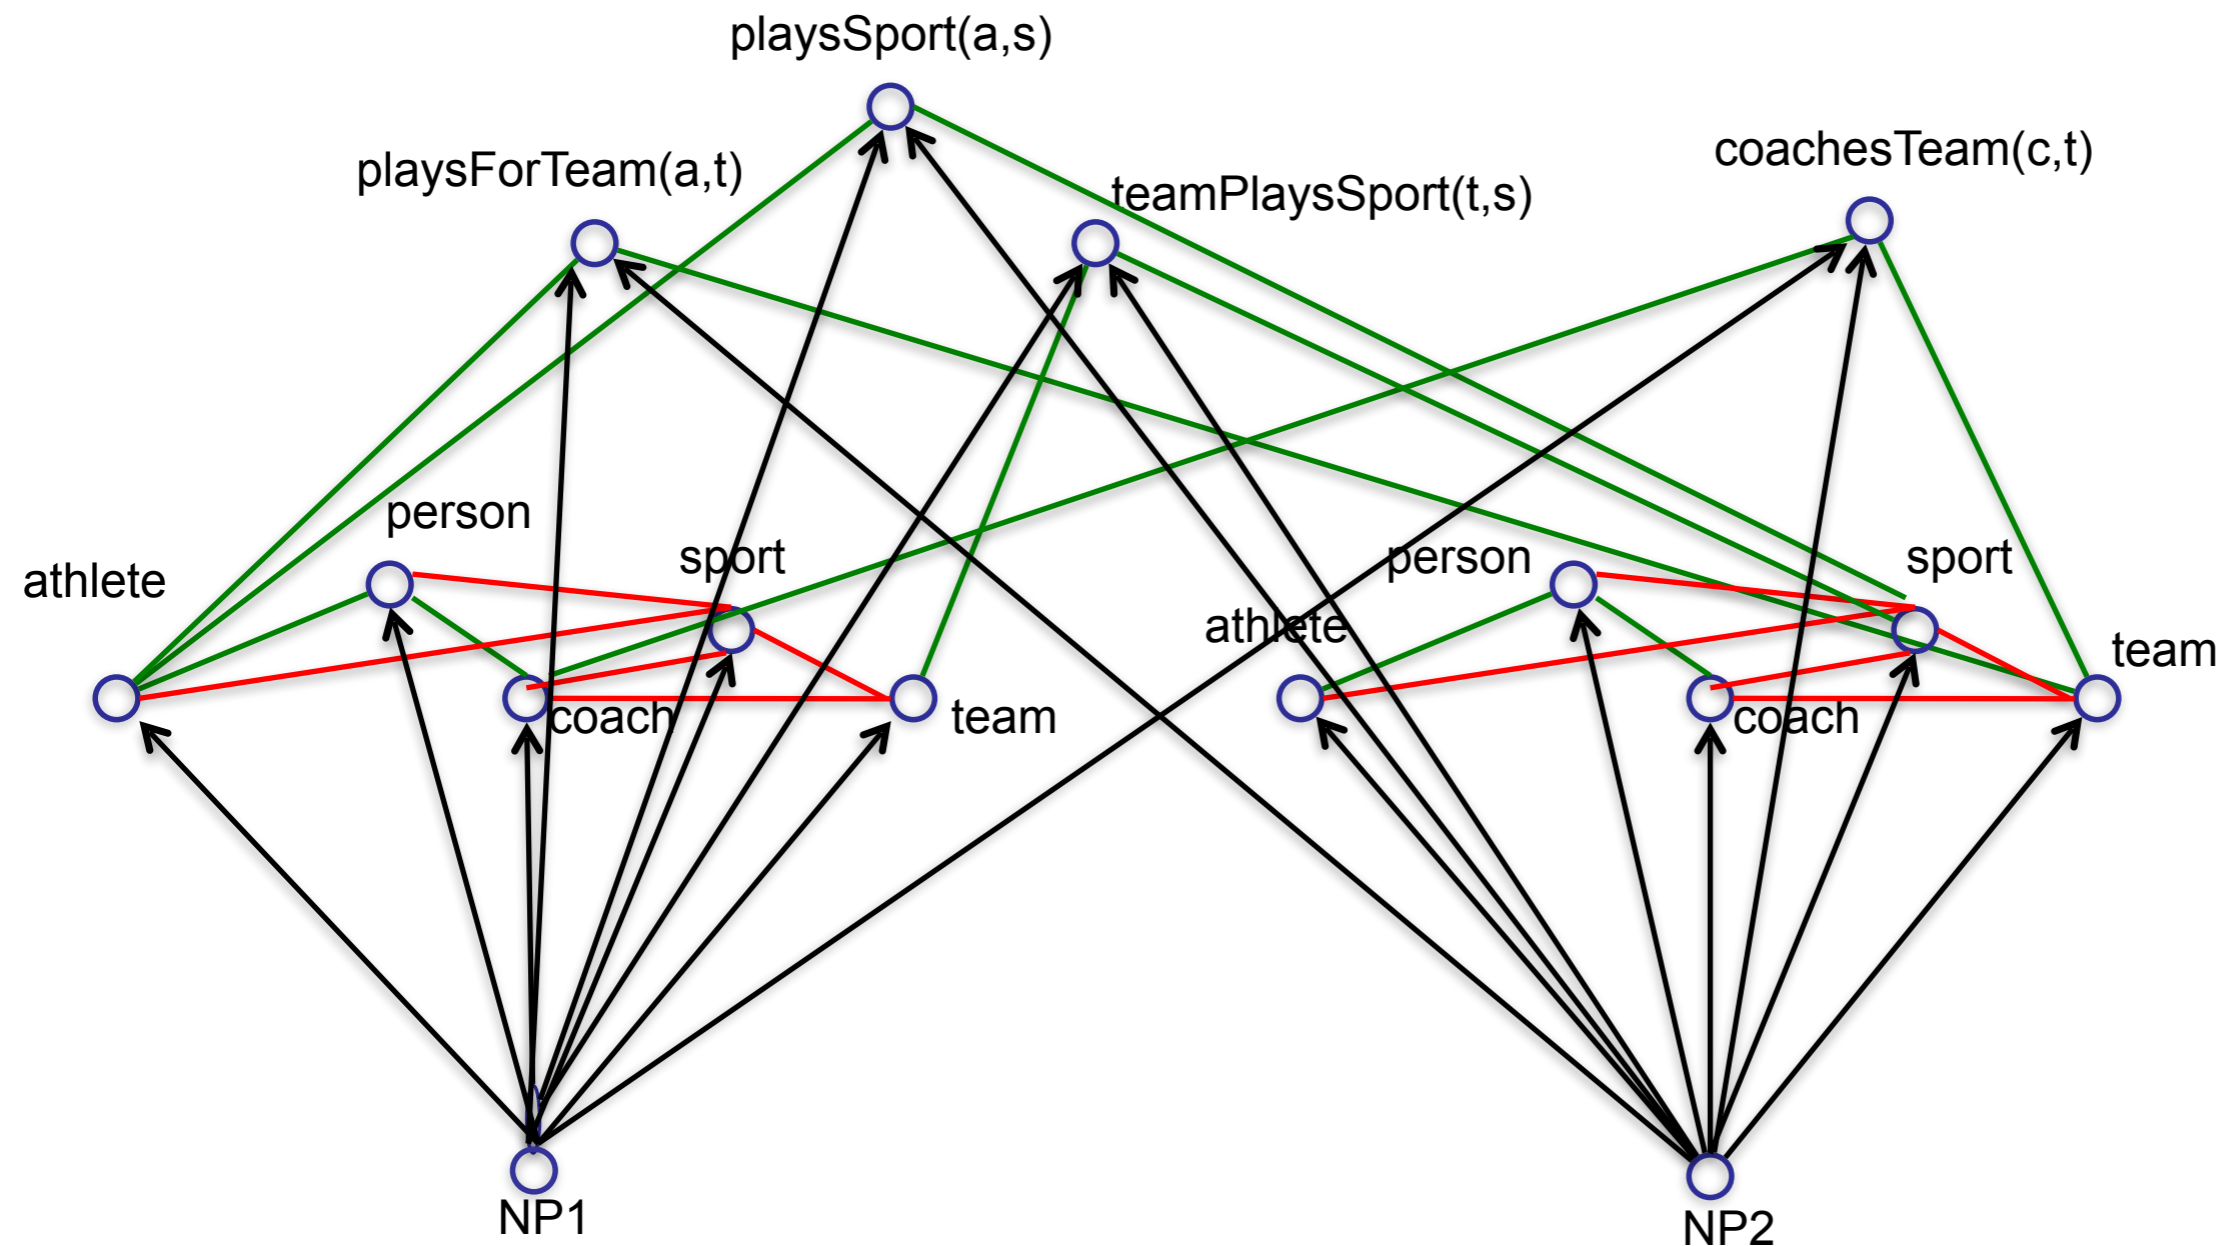 playsSport(a,s)
playsForTeam(a,t)
coachesTeam(c,t)
teamPlaysSport(t,s)
person
sport
athlete
coach
team
person
sport
athlete
team
coach
NP1
NP2